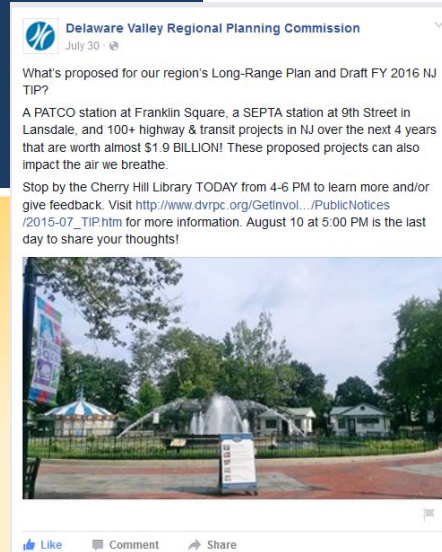 Delaware Valley Regional Planning Commission
July 30 ·
What's proposed for our region's Long-Range Plan and Draft FY 2016 NJ
TIP?
A PATCO station at Franklin Square, a SEPTA station at 9th Street in
Lansdale, and 100+ highway & transit projects in NJ over the next 4 years
that are worth almost $1.9 BILLION! These proposed projects can also
impact the air we breathe.
Stop by the Cherry Hill Library TODAY from 4-6 PM to learn more and/or
give feedback. Visit http://www.dvrpc.org/GetInvol.../PublicNotices
/2015-07_TIP.htm for more information. August 10 at 5:00 PM is the last
day to share your thoughts!
Like Comment Share